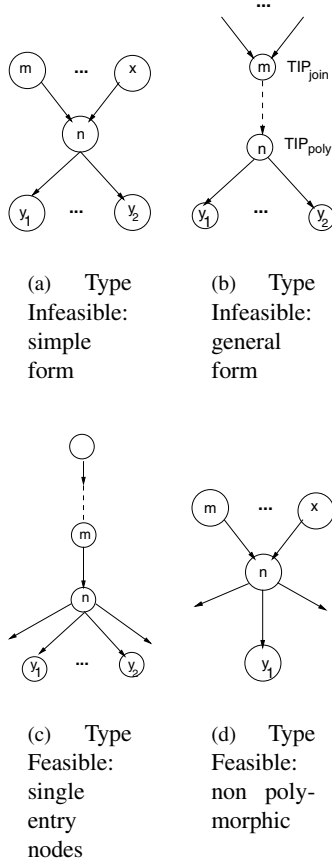 ...
m ... x
m TIP_join
n
n TIP_poly
y_1 ... y_2
y_1 ... y_2
(a) Type
Infeasible:
simple
form
(b) Type
Infeasible:
general
form
m ... x
m
n
n
y_1 ... y_2
y_1
(c) Type
Feasible:
single
entry
nodes
(d) Type
Feasible:
non poly-
morphic